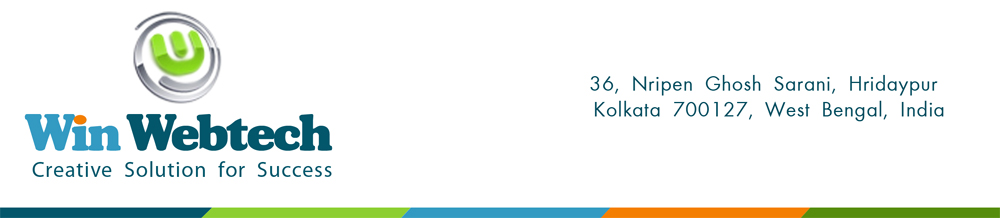 Win Webtech
Creative Solution for Success
36, Nripen Ghosh Sarani, Hridaypur
Kolkata 700127, West Bengal, India